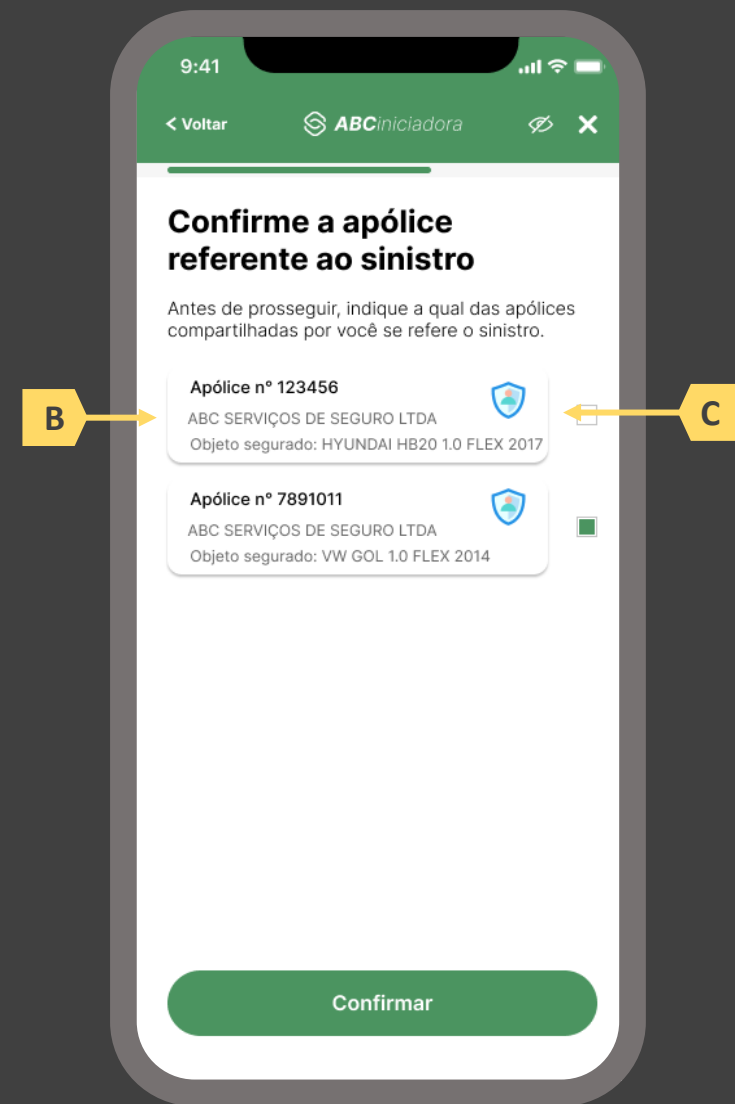 9:41
< Voltar
ABCiniciadora
Confirme a apólice
referente ao sinistro
Antes de prosseguir, indique a qual das apólices
compartilhadas por você se refere o sinistro.
Apólice n° 123456
ABC SERVIÇOS DE SEGURO LTDA
Objeto segurado: HYUNDAI HB20 1.0 FLEX 2017
B
C
Apólice n° 7891011
ABC SERVIÇOS DE SEGURO LTDA
Objeto segurado: VW GOL 1.0 FLEX 2014
Confirmar